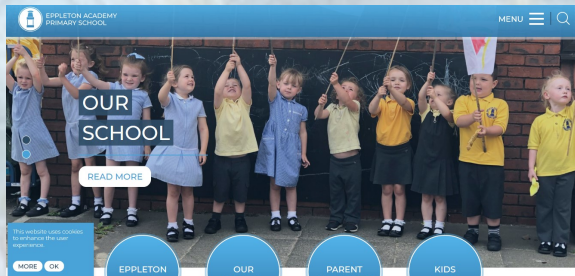 EPPLETON ACADEMY
PRIMARY SCHOOL
MENU
OUR
SCHOOL
READ MORE
This website uses cookies
to enhance the user
experience.
MORE OK
EPPLETON
OUR
PARENT
KIDS